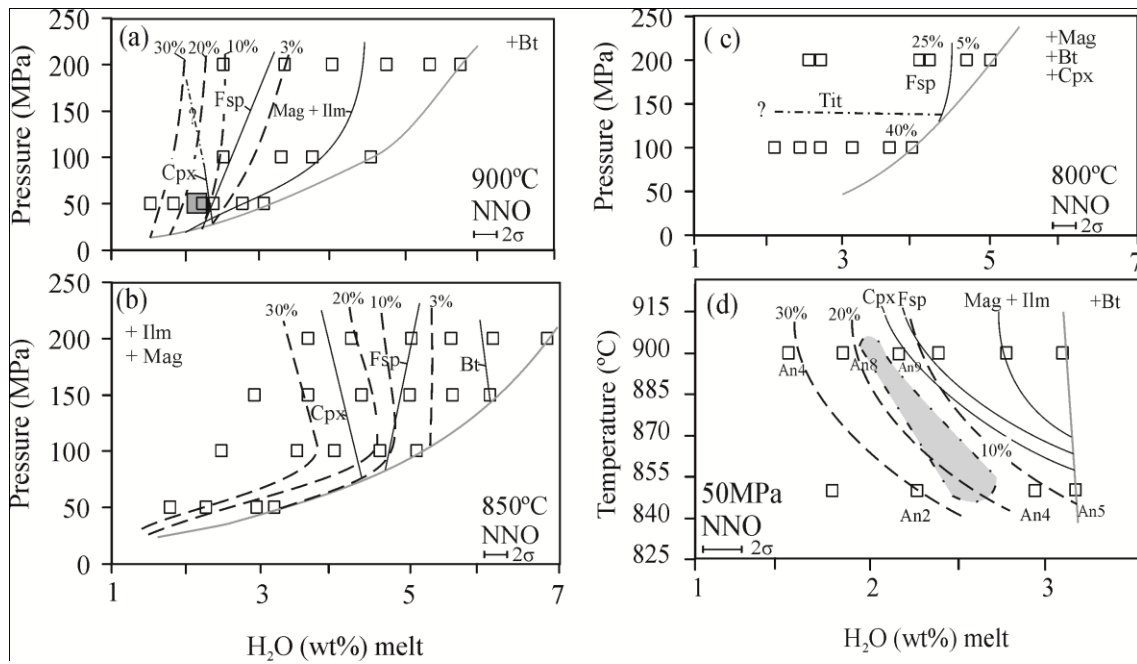 (a)
30% 20% 10% 3%
+Bt
Fsp
Mag + Ilm
?
Cpx
900ºC
NNO
2σ
250
200
150
100
50
0
Pressure (MPa)
(b)
+ Ilm
+ Mag
30% 20% 10% 3%
Fsp
Bt
Cpx
850ºC
NNO
2σ
250
200
150
100
50
0
Pressure (MPa)
1 3 5 7
H₂O (wt%) melt
( c)
25% 5%
+Mag
+Bt
+Cpx
Fsp
? Tit
40%
800ºC
NNO
2σ
250
200
150
100
50
0
Pressure (MPa)
1 3 5 7
(d)
30% 20% Cpx Fsp Mag + Ilm +Bt
An4 An8 An9
10%
50MPa
NNO
2σ
An2 An4 An5
915
900
885
870
855
840
825
Temperature (ºC)
1 2 3
H₂O (wt%) melt